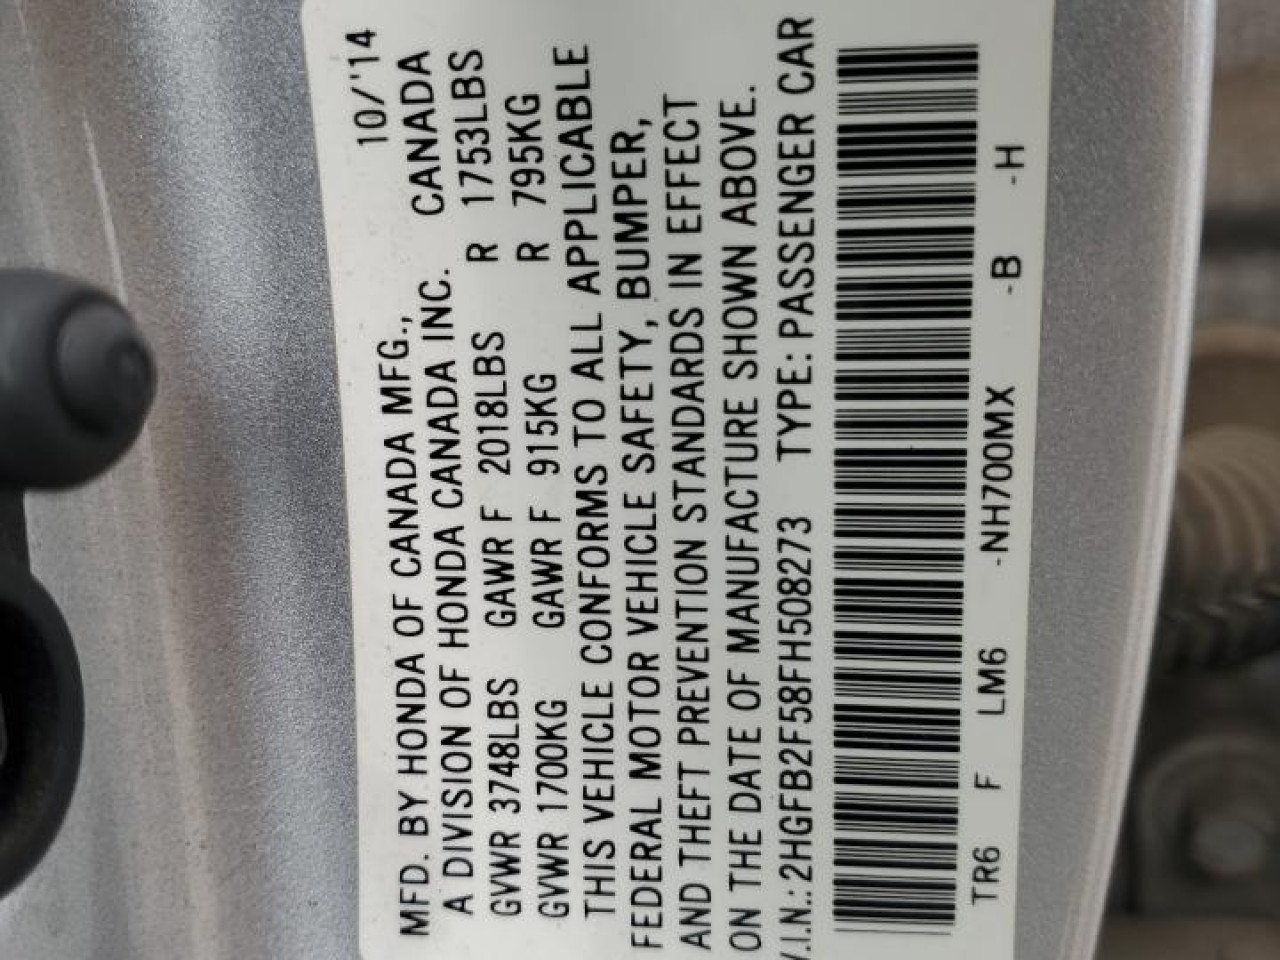 10/'14
MFD. BY HONDA OF CANADA MFG.,
A DIVISION OF HONDA CANADA INC. CANADA
GVWR 3748LBS GAWR F 2018LBS R 1753LBS
GVWR 1700KG GAWR F 915KG R 795KG
THIS VEHICLE CONFORMS TO ALL APPLICABLE
FEDERAL MOTOR VEHICLE SAFETY, BUMPER,
AND THEFT PREVENTION STANDARDS IN EFFECT
ON THE DATE OF MANUFACTURE SHOWN ABOVE.
V.I.N.: 2HGFB2F58FH508273 TYPE: PASSENGER CAR
TR6 F LM6 -NH700MX -B -H